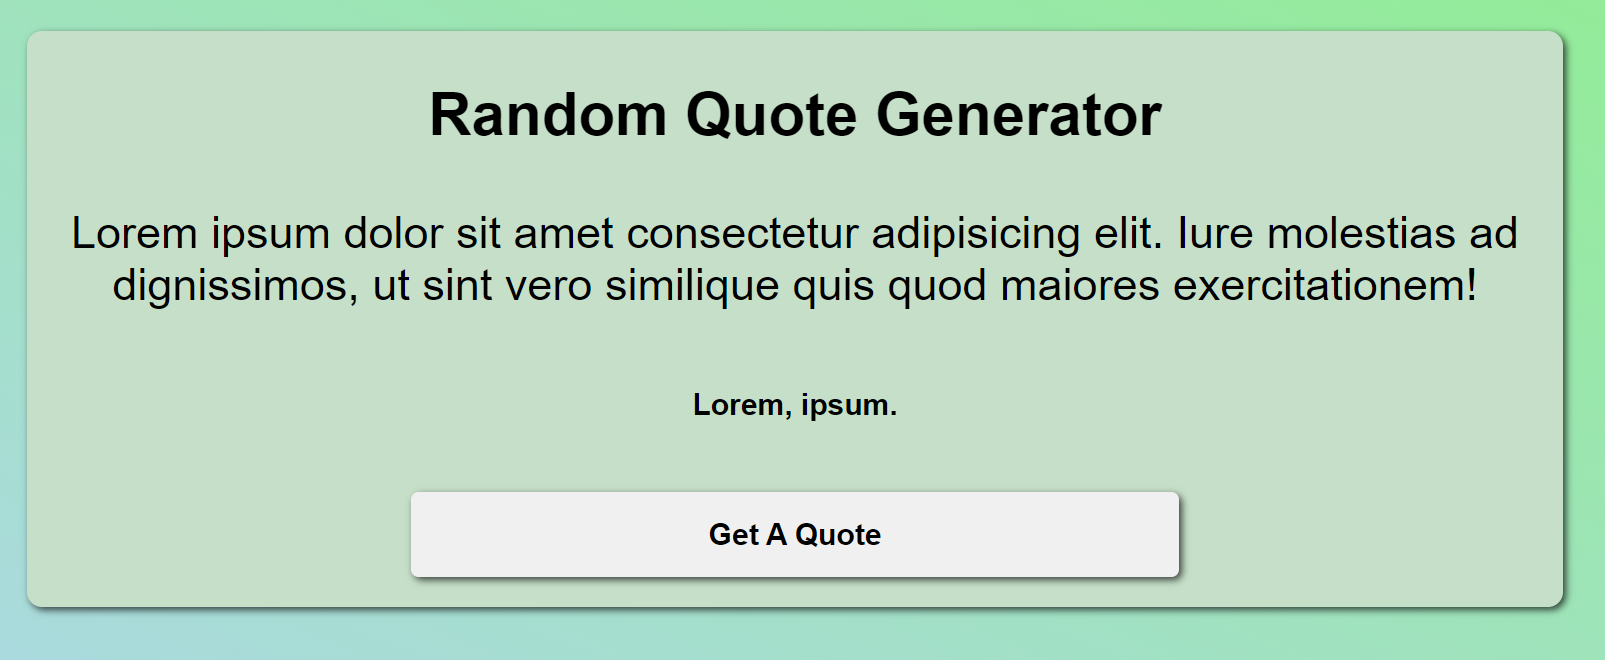 Random Quote Generator
Lorem ipsum dolor sit amet consectetur adipisicing elit. Iure molestias ad
dignissimos, ut sint vero similique quis quod maiores exercitationem!
Lorem, ipsum.
Get A Quote